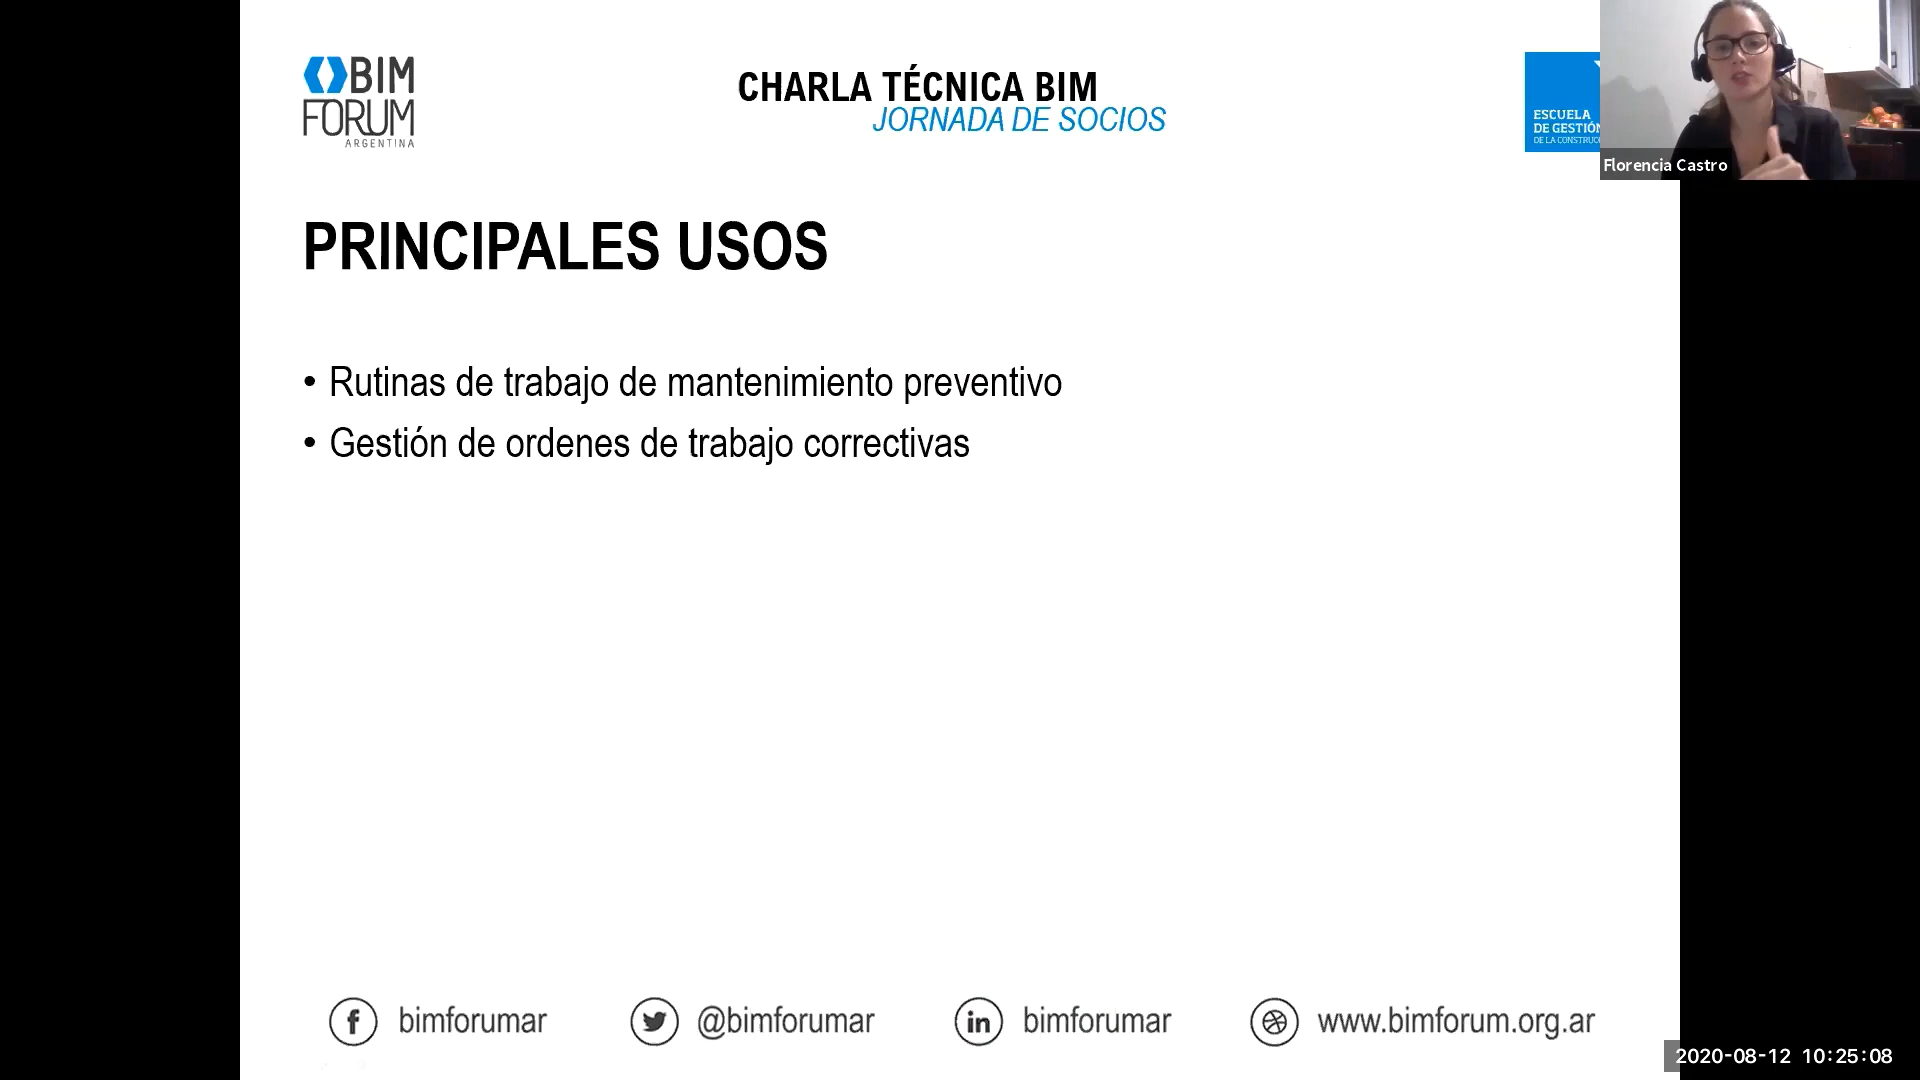 BIM
FORUM
ARGENTINA
CHARLA TÉCNICA BIM
JORNADA DE SOCIOS
ESCUELA
DE GESTIÓN
DE LA
Florencia Castro
PRINCIPALES USOS
• Rutinas de trabajo de mantenimiento preventivo
• Gestión de ordenes de trabajo correctivas
bimforumar
@bimforumar
bimforumar
www.bimforum.org.ar
2020-08-12 10:25:08